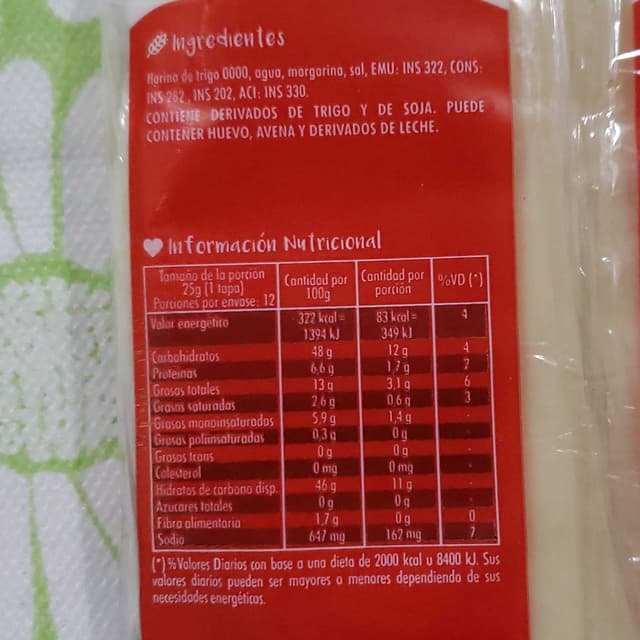 Ingredientes
Harina de trigo 0000, agua, margarina, sal, EMU: INS 322, CONS:
INS 282, INS 202, ACI: INS 330.
CONTIENE DERIVADOS DE TRIGO Y DE SOJA. PUEDE
CONTENER HUEVO, AVENA Y DERIVADOS DE LECHE.
Información Nutricional
Tamaño de la porción 25g (1 tapa) Porciones por envase: 12 Cantidad por 100g Cantidad por porción %VD (*)
Valor energético 322 kcal = 1394 kJ 83 kcal = 349 kJ 4
Carbohidratos 48 g 12 g 4
Proteinas 6,6 g 1,7 g 2
Grasas totales 13 g 3,1 g 6
Grasas saturadas 2,6 g 0,6 g 3
Grasas monoinsaturadas 5,9 g 1,4 g -
Grasas poliinsaturadas 0,3 g 0 g -
Grasas trans 0 g 0 g -
Colesterol 0 mg 0 mg -
Hidratos de carbono disp. 46 g 11 g -
Azucares totales 0 g 0 g -
Fibra alimentaria 1,7 g 0 g 0
Sodio 647 mg 162 mg 7
(*) % Valores Diarios con base a una dieta de 2000 kcal u 8400 kJ. Sus
valores diarios pueden ser mayores o menores dependiendo de sus
necesidades energéticas.